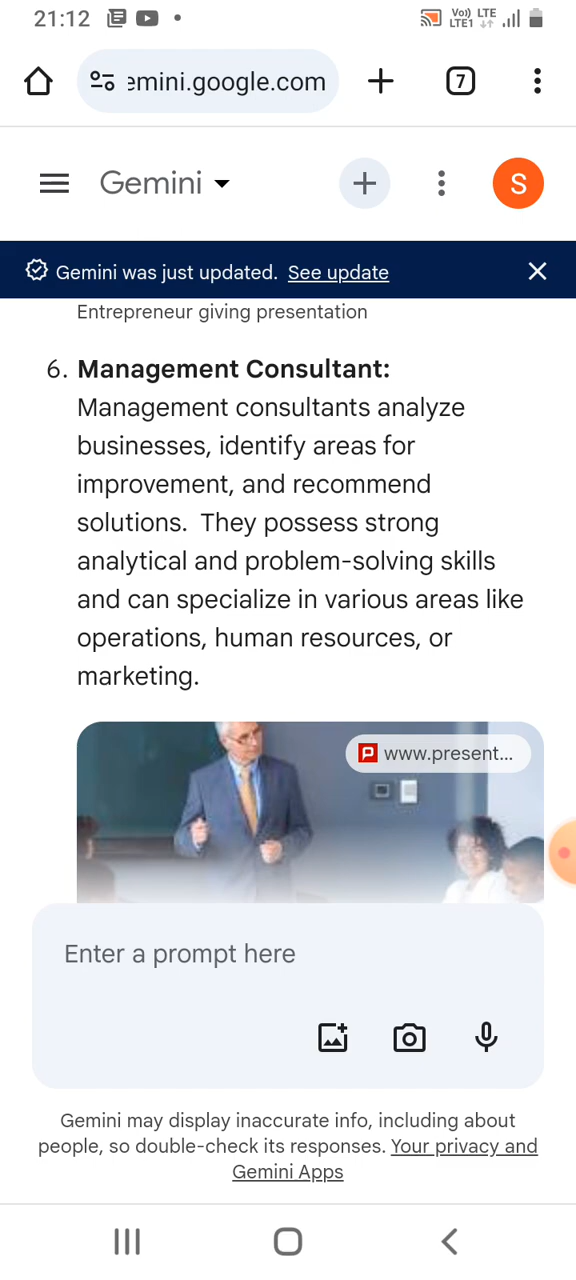 21:12
Vo) LTE
LTE1
emini.google.com
7
Gemini
S
Gemini was just updated. See update
Entrepreneur giving presentation
6. Management Consultant:
Management consultants analyze
businesses, identify areas for
improvement, and recommend
solutions. They possess strong
analytical and problem-solving skills
and can specialize in various areas like
operations, human resources, or
marketing.
www.present...
Enter a prompt here
Gemini may display inaccurate info, including about
people, so double-check its responses. Your privacy and
Gemini Apps